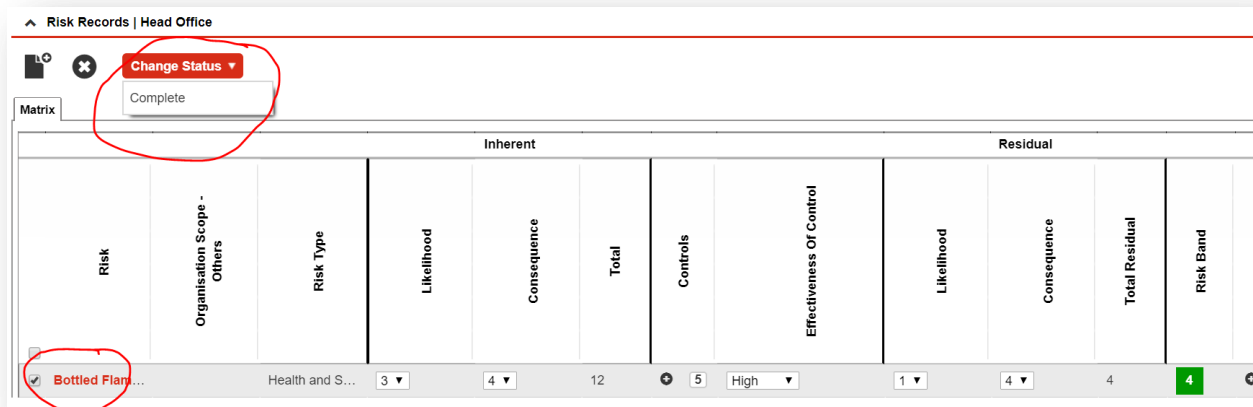 Risk Records | Head Office
Change Status
Complete
Matrix
Inherent
Residual
Risk
Organisation Scope -
Others
Risk Type
Likelihood
Consequence
Total
Controls
Effectiveness Of Control
Likelihood
Consequence
Total Residual
Risk Band
Bottled Flam... Health and S... 3 4 12 5 High 1 4 4 4